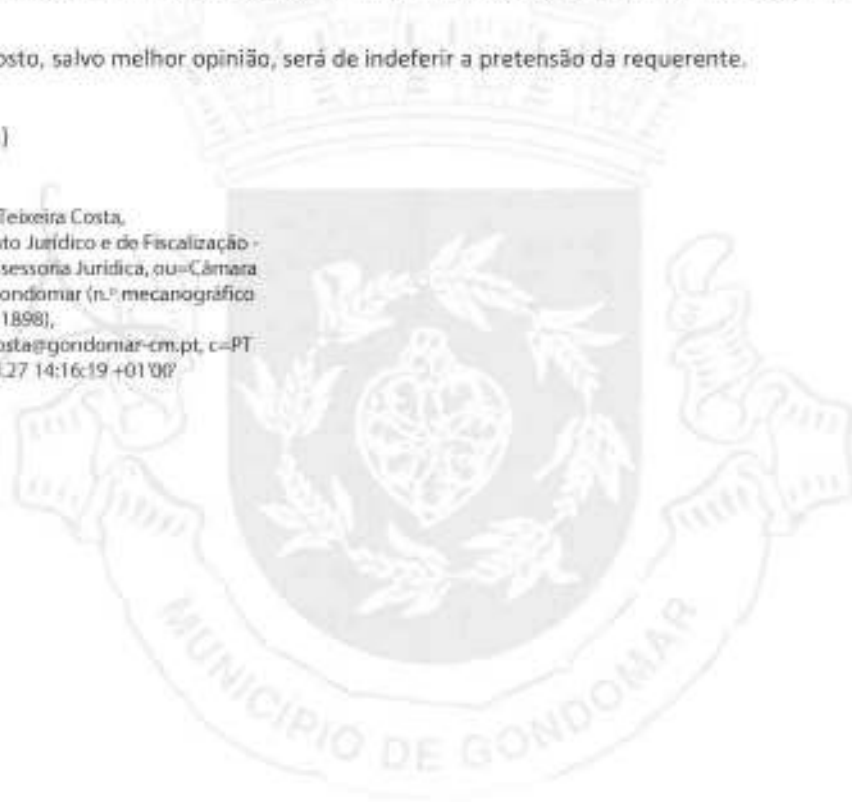 osto, salvo melhor opinião, será de indeferir a pretensão da requerente.
)
Teixeira Costa,
to Jurídico e de Fiscalização -
sessoria Jurídica, ou=Câmara
ondomar (n.º mecanográfico
1898),
osta@gondomar-cm.pt, c=PT
.27 14:16:19 +01'00'
MUNICÍPIO DE GONDOMAR